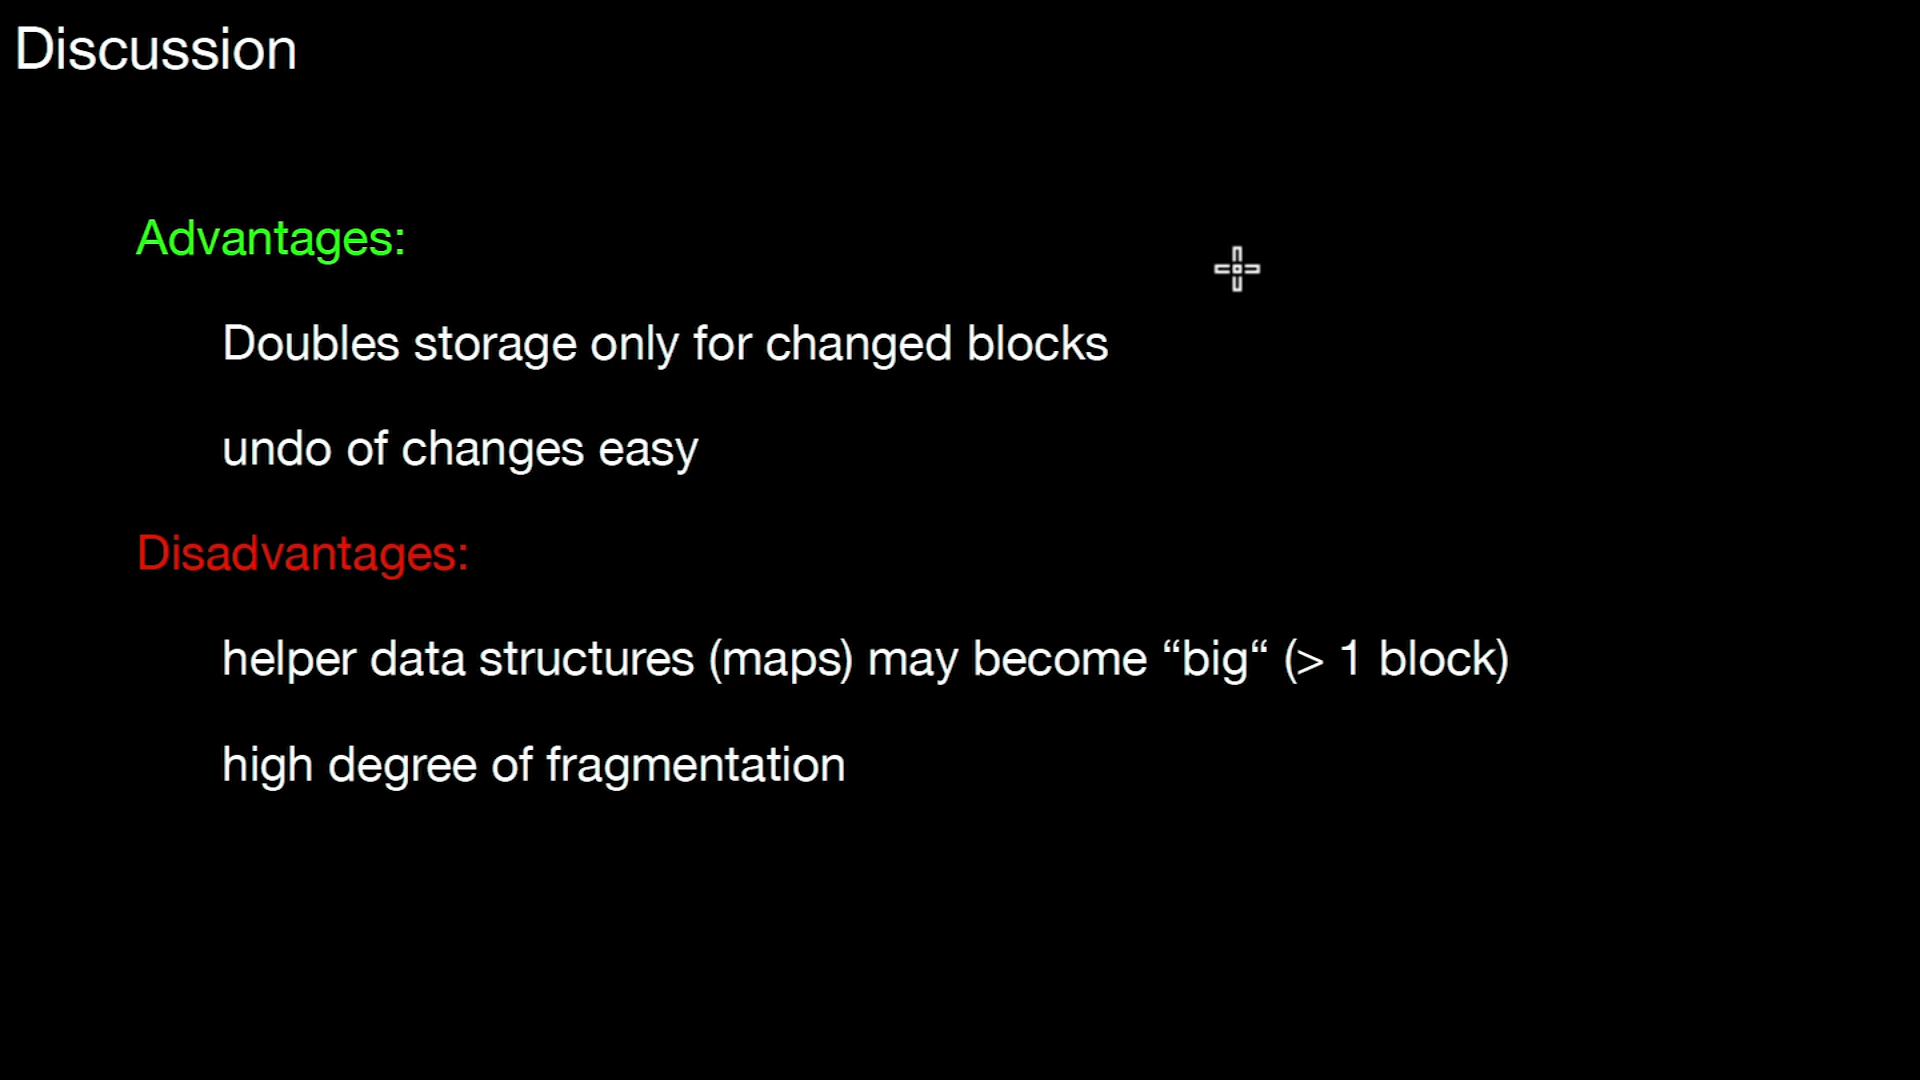 Discussion
Advantages:
Doubles storage only for changed blocks
undo of changes easy
Disadvantages:
helper data structures (maps) may become “big“ (> 1 block)
high degree of fragmentation